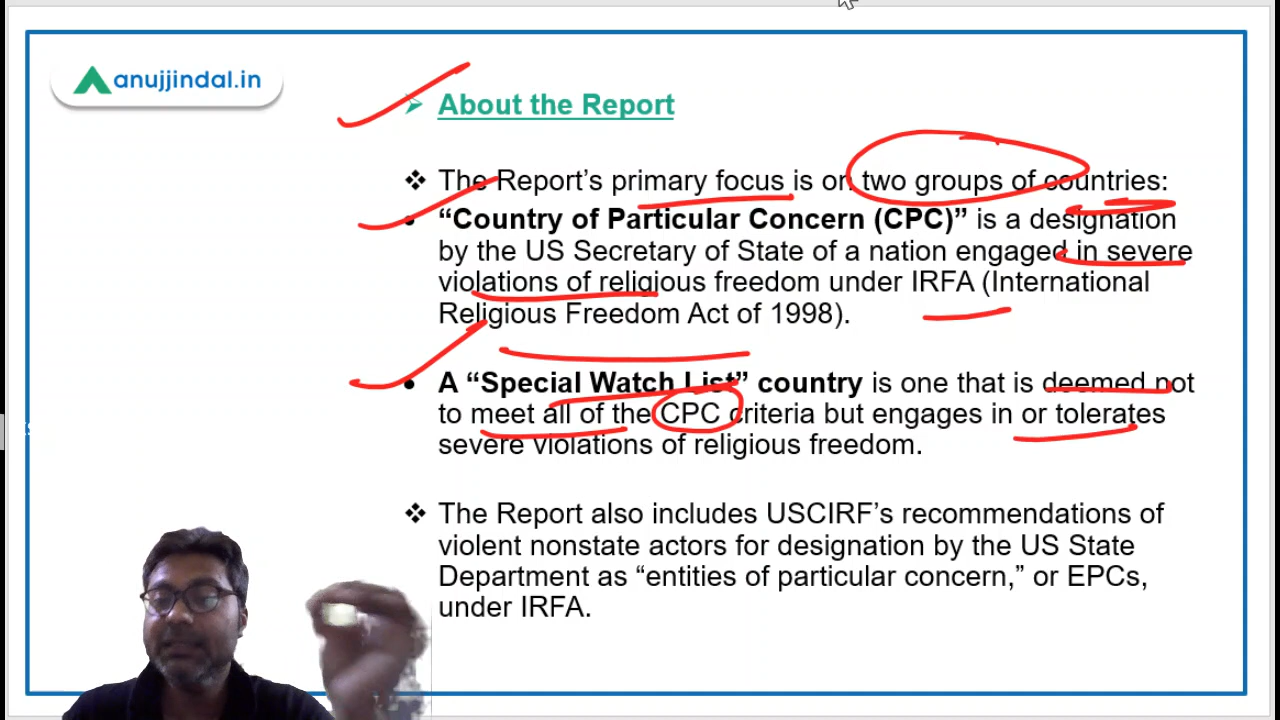 anujjindal.in
➢ About the Report
❖ The Report's primary focus is on two groups of countries:
• “Country of Particular Concern (CPC)” is a designation
by the US Secretary of State of a nation engaged in severe
violations of religious freedom under IRFA (International
Religious Freedom Act of 1998).
• A “Special Watch List” country is one that is deemed not
to meet all of the CPC criteria but engages in or tolerates
severe violations of religious freedom.
❖ The Report also includes USCIRF’s recommendations of
violent nonstate actors for designation by the US State
Department as “entities of particular concern,” or EPCs,
under IRFA.